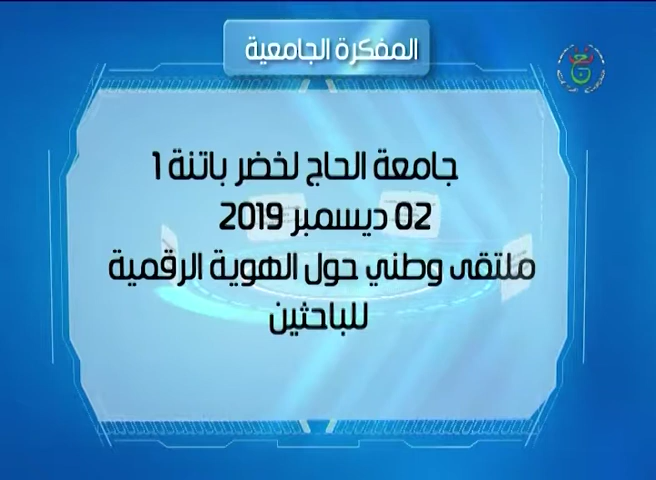 المفكرة الجامعية
جامعة الحاج لخضر باتنة 1
02 ديسمبر 2019
ملتقى وطني حول الهوية الرقمية
للباحثين